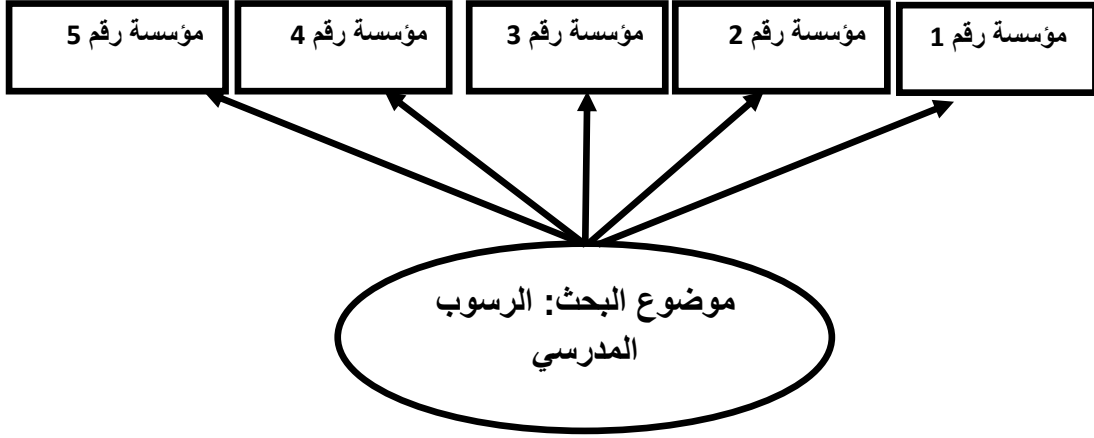 مؤسسة رقم 1
مؤسسة رقم 2
مؤسسة رقم 3
مؤسسة رقم 4
مؤسسة رقم 5
موضوع البحث: الرسوب
المدرسي